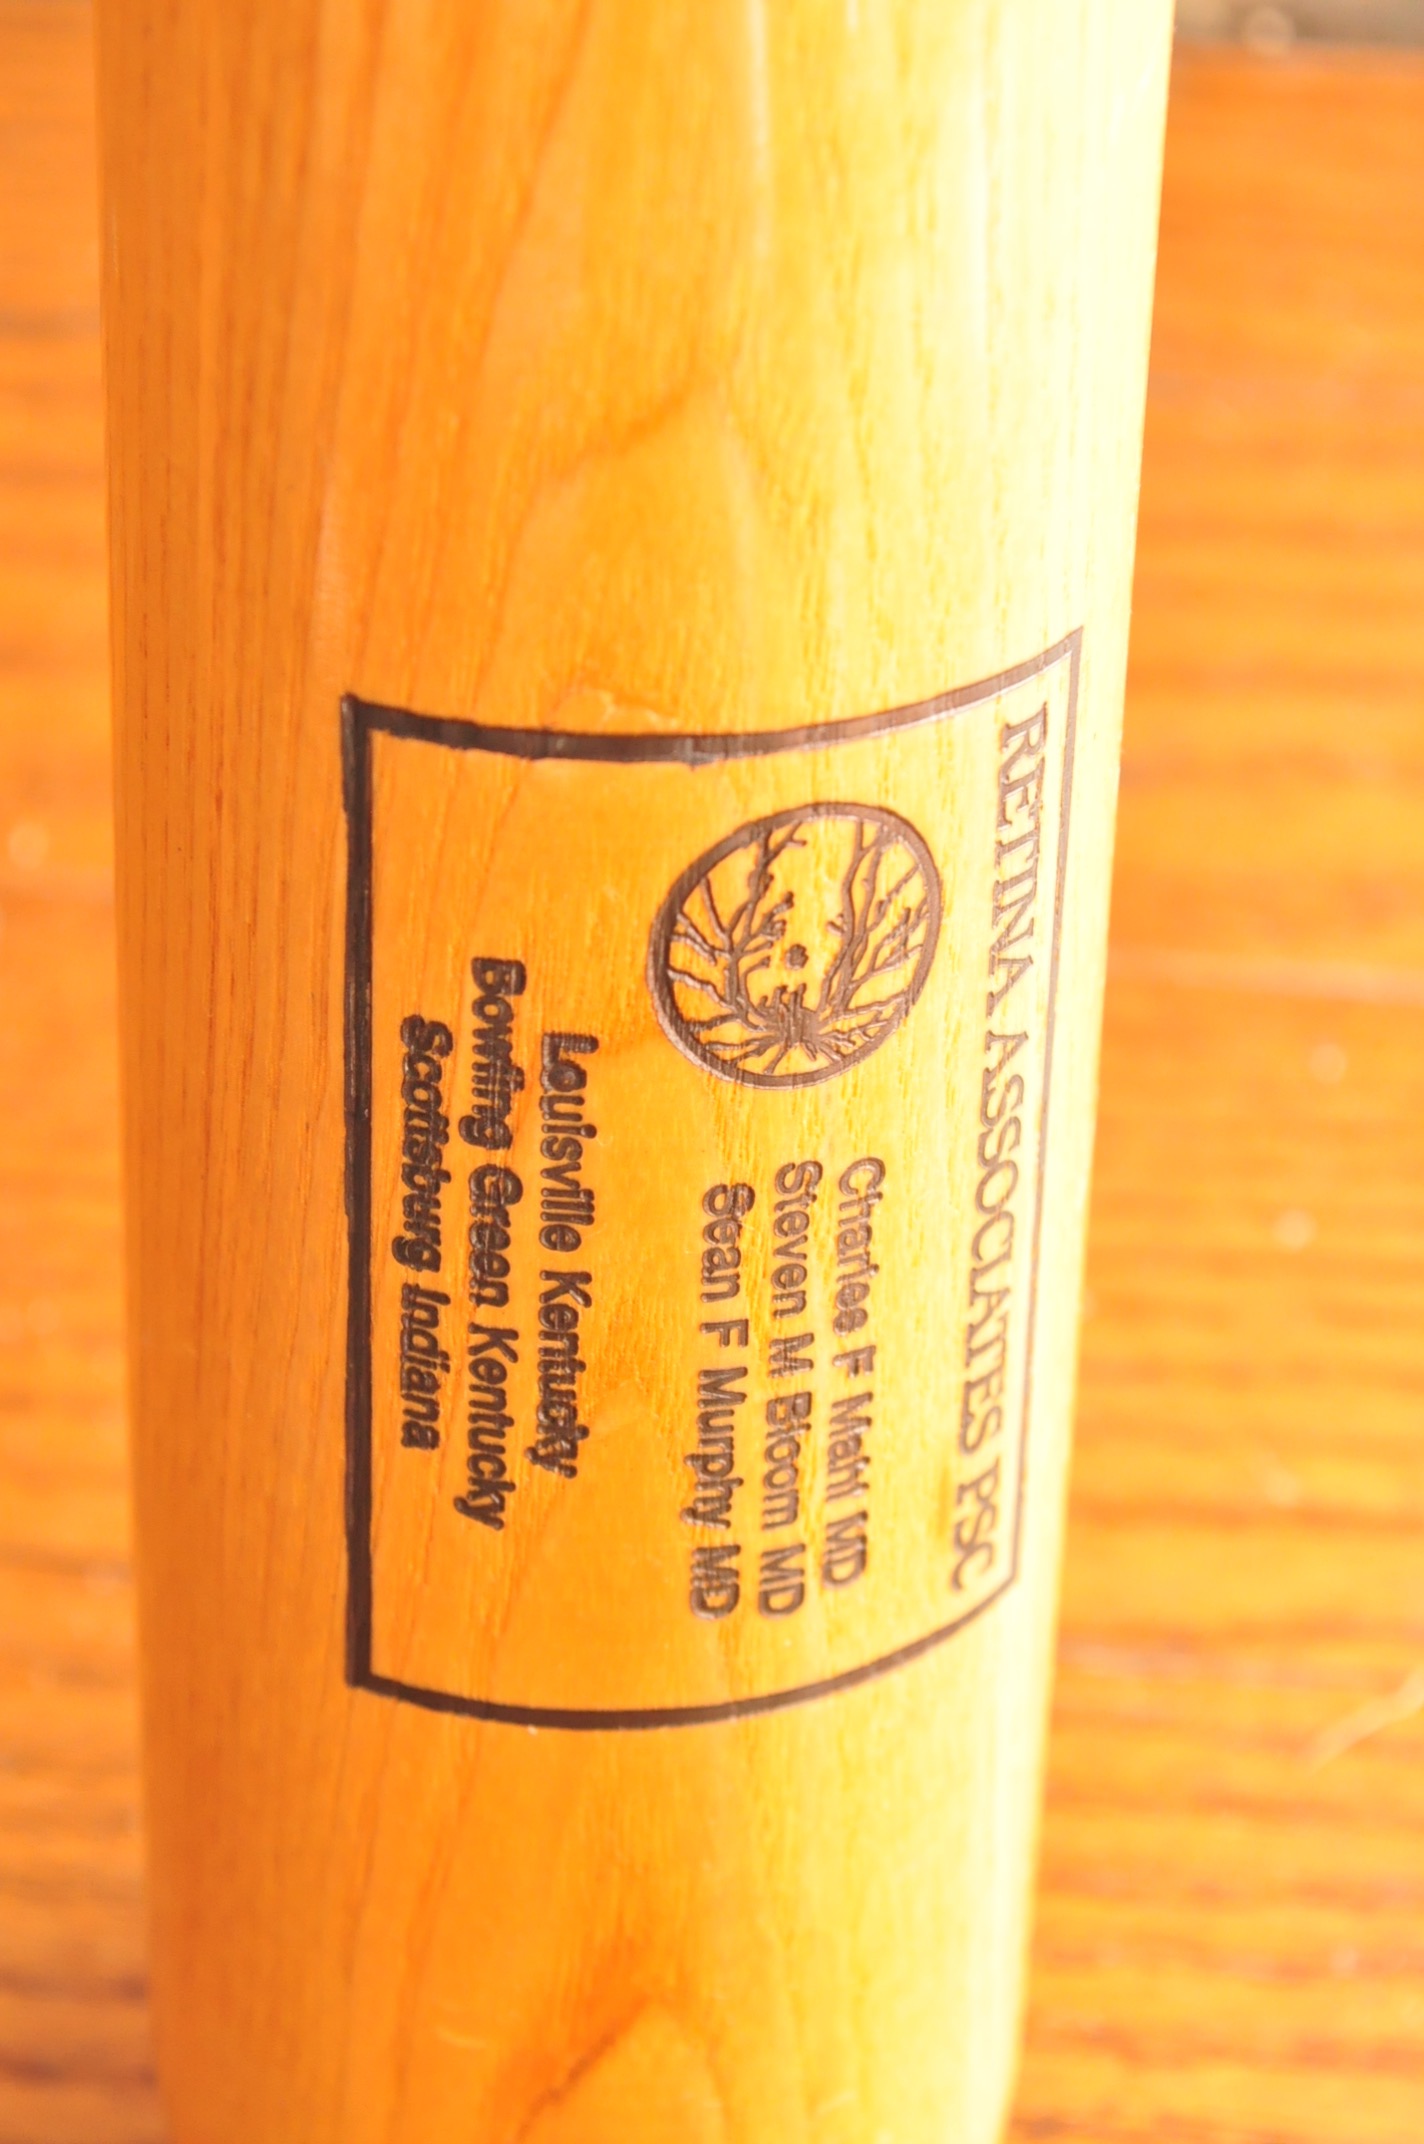 RETINA ASSOCIATES PSC
Charles F Mahl MD
Steven M Bloom MD
Sean F Murphy MD
Louisville Kentucky
Bowling Green Kentucky
Scottsburg Indiana